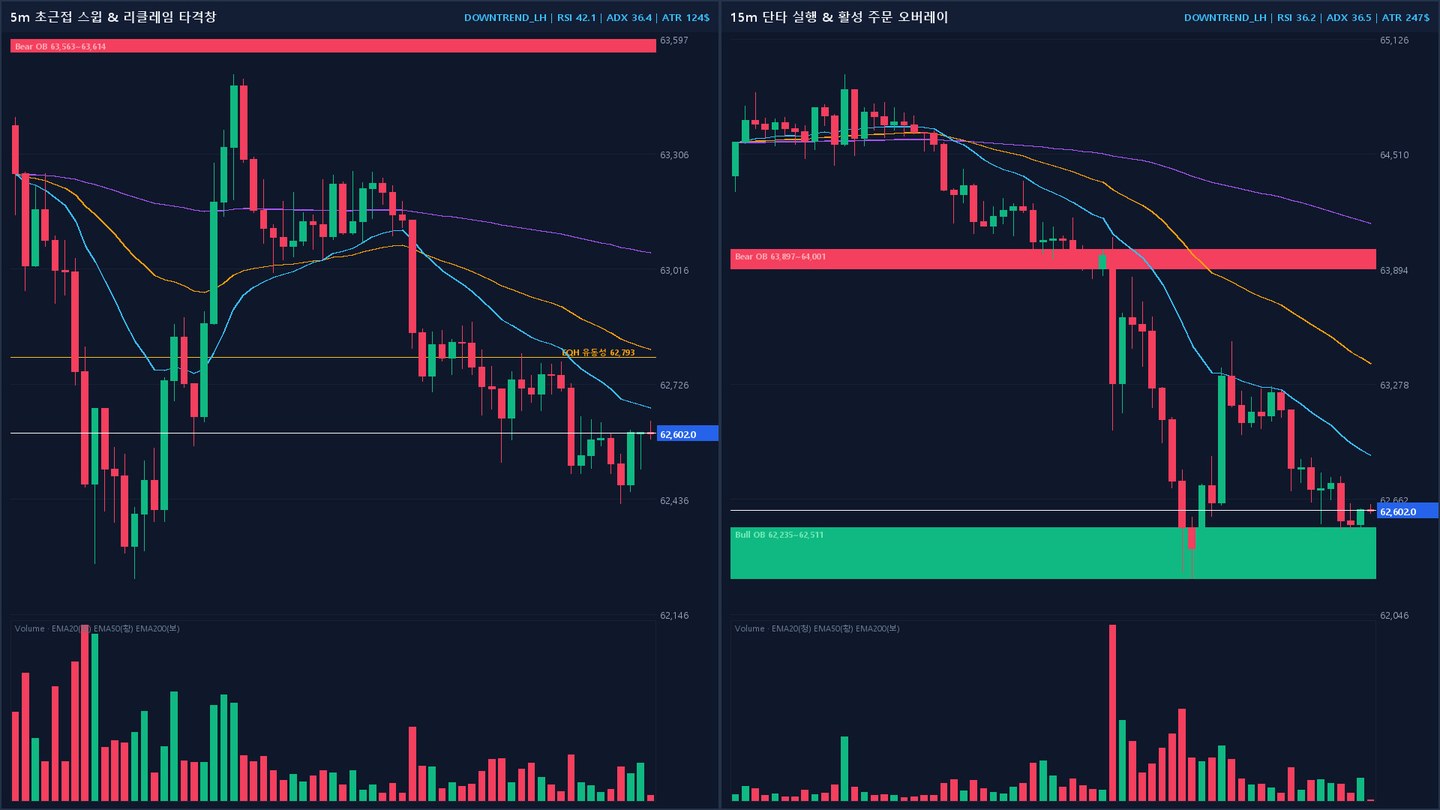 5m 초근접 스윕 & 리클레임 타격창
DOWNTREND_LH | RSI 42.1 | ADX 36.4 | ATR 124$
Bear OB 63,563~63,614
63,597
63,306
63,016
EQH 유동성 62,793
62,726
62,602.0
62,436
62,146
Volume · EMA20(청) EMA50(황) EMA200(보)
15m 단타 실행 & 활성 주문 오버레이
DOWNTREND_LH | RSI 36.2 | ADX 36.5 | ATR 247$
65,126
64,510
Bear OB 63,897~64,001
63,894
63,278
62,662
62,602.0
Bull OB 62,235~62,511
62,046
Volume · EMA20(청) EMA50(황) EMA200(보)